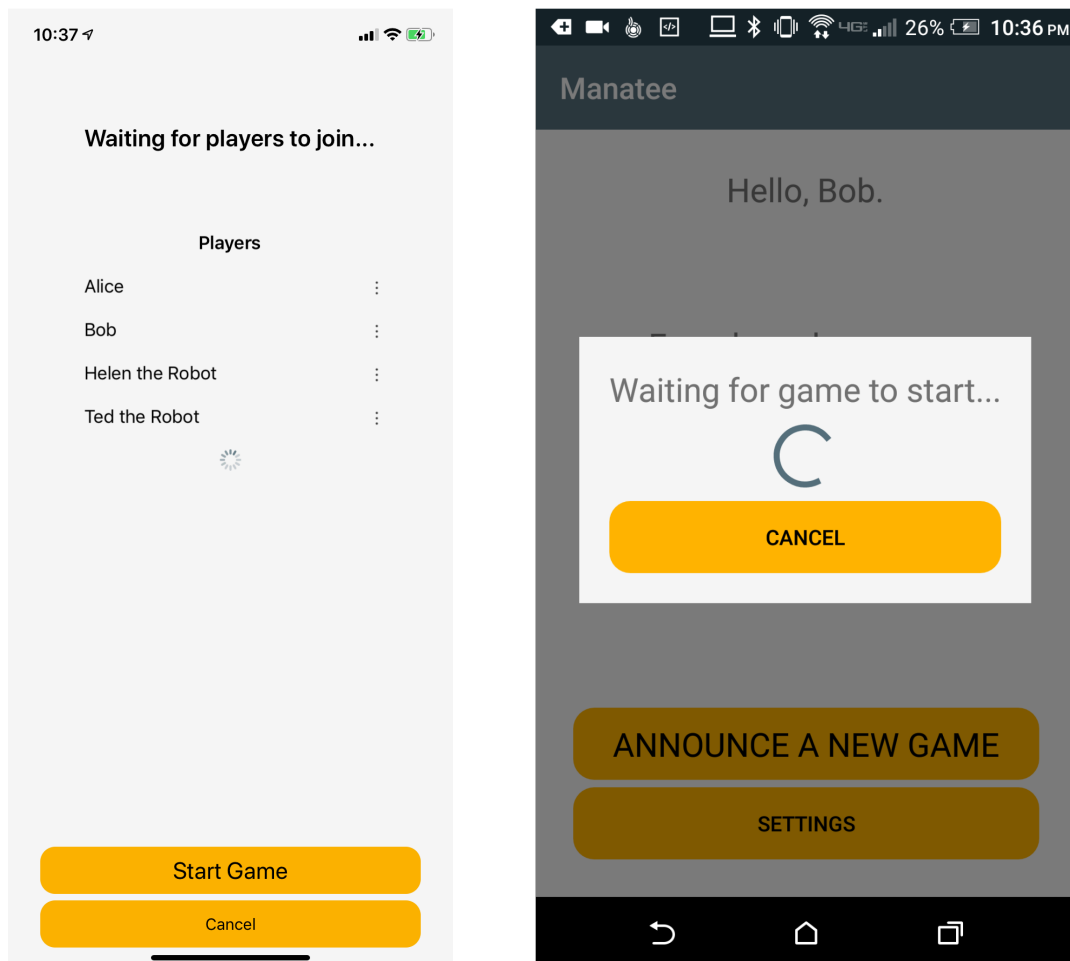 10:37
Waiting for players to join...
Players
Alice
Bob
Helen the Robot
Ted the Robot
Start Game
Cancel
4G 26% 10:36 PM
Manatee
Hello, Bob.
Waiting for game to start...
CANCEL
ANNOUNCE A NEW GAME
SETTINGS